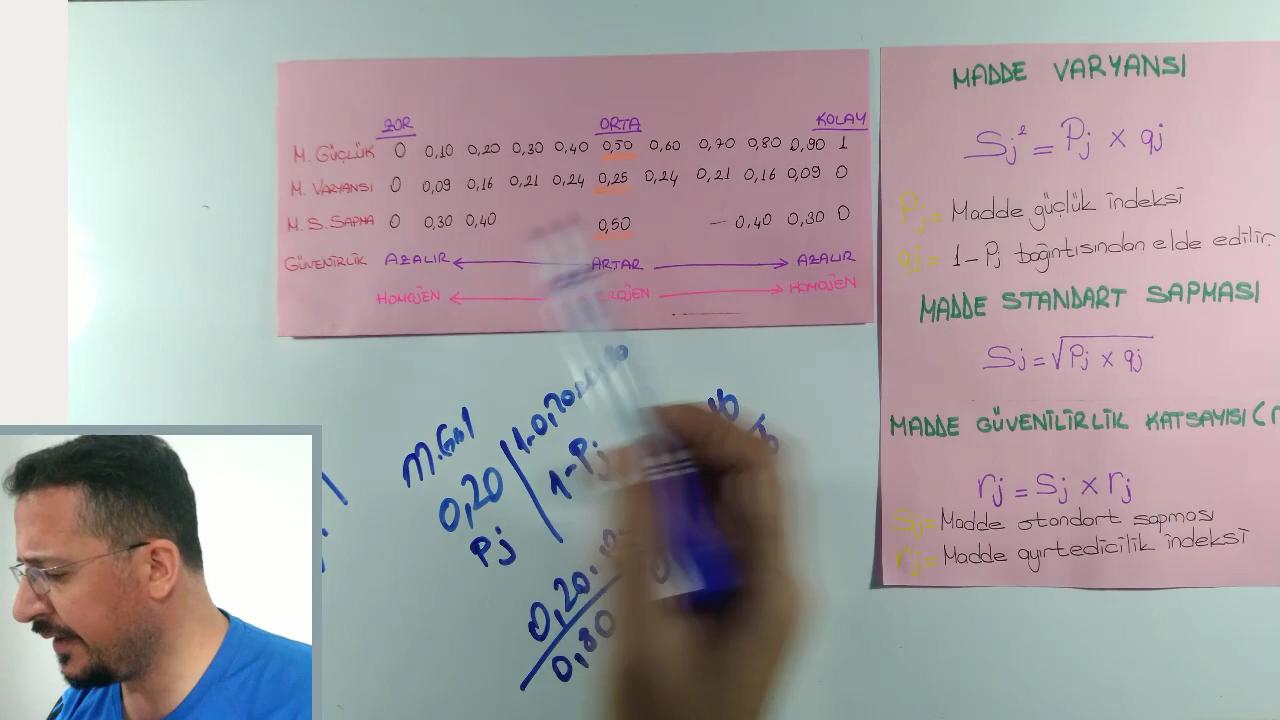 ZOR ORTA KOLAY
M. GÜÇLÜK 0 0,10 0,20 0,30 0,40 0,50 0,60 0,70 0,80 0,90 1
M. VARYANSI 0 0,09 0,16 0,21 0,24 0,25 0,24 0,21 0,16 0,09 0
M.S.SAPMA 0 0,30 0,40 0,50 — 0,40 0,30 0
GÜVENİRLİK AZALIR ARTAR AZALIR
HOMOJEN HOMOJEN
MADDE VARYANSI
Sj² = Pj x qj
Pj = Madde güçlük indeksi
qj = 1-Pj bağıntısından elde edilir.
MADDE STANDART SAPMASI
Sj = √Pj x qj
MADDE GÜVENİLİRLİK KATSAYISI (r
rj = Sj x rj
Sj = Madde standart sapması
rj = Madde ayırtedicilik indeksi
0,20
1-Pj
Pj
0,20
0,80